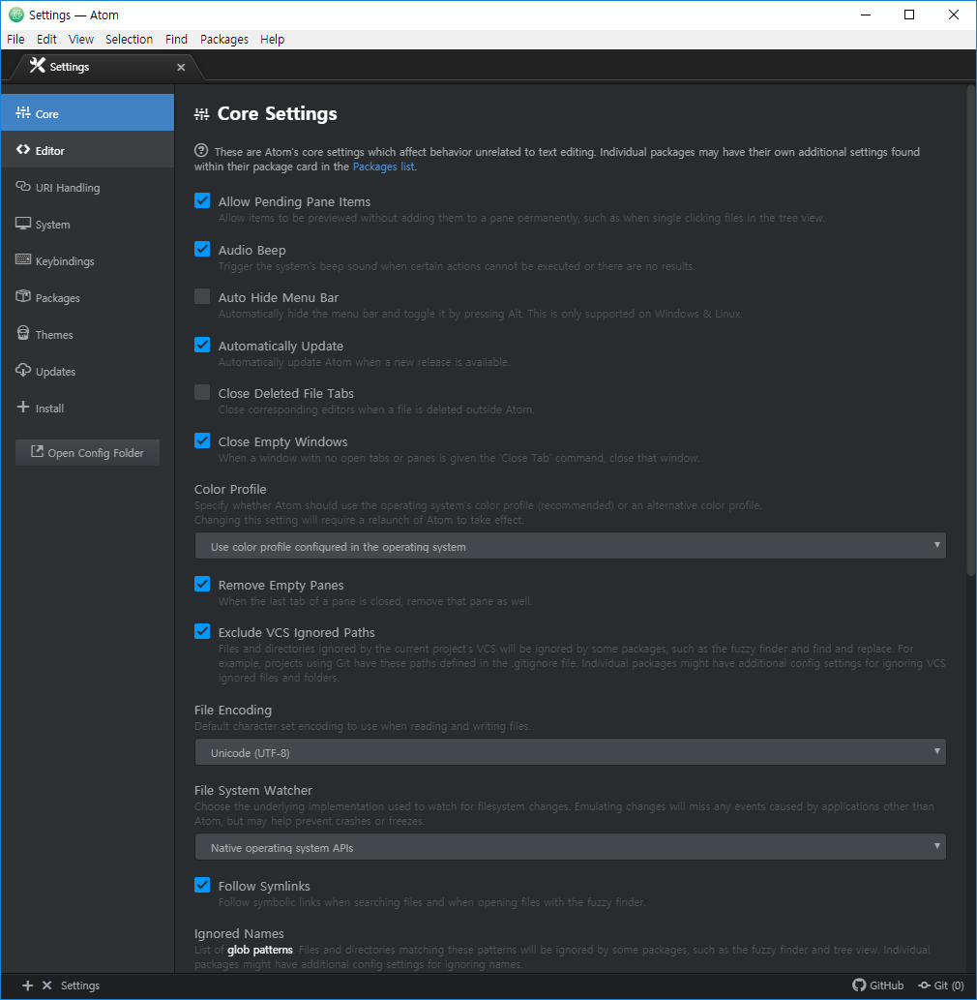 Settings — Atom
File Edit View Selection Find Packages Help
Settings
Core
Editor
URI Handling
System
Keybindings
Packages
Themes
Updates
Install
Open Config Folder
Core Settings
These are Atom's core settings which affect behavior unrelated to text editing. Individual packages may have their own additional settings found
within their package card in the Packages list.
Allow Pending Pane Items
Allow items to be previewed without adding them to a pane permanently, such as when single clicking files in the tree view.
Audio Beep
Trigger the system's beep sound when certain actions cannot be executed or there are no results.
Auto Hide Menu Bar
Automatically hide the menu bar and toggle it by pressing Alt. This is only supported on Windows & Linux.
Automatically Update
Automatically update Atom when a new release is available.
Close Deleted File Tabs
Close corresponding editors when a file is deleted outside Atom.
Close Empty Windows
When a window with no open tabs or panes is given the 'Close Tab' command, close that window.
Color Profile
Specify whether Atom should use the operating system's color profile (recommended) or an alternative color profile.
Changing this setting will require a relaunch of Atom to take effect.
Use color profile configured in the operating system
Remove Empty Panes
When the last tab of a pane is closed, remove that pane as well.
Exclude VCS Ignored Paths
Files and directories ignored by the current project's VCS will be ignored by some packages, such as the fuzzy finder and find and replace. For
example, projects using Git have these paths defined in the .gitignore file. Individual packages might have additional config settings for ignoring VCS
ignored files and folders.
File Encoding
Default character set encoding to use when reading and writing files.
Unicode (UTF-8)
File System Watcher
Choose the underlying implementation used to watch for filesystem changes. Emulating changes will miss any events caused by applications other than
Atom, but may help prevent crashes or freezes.
Native operating system APIs
Follow Symlinks
Follow symbolic links when searching files and when opening files with the fuzzy finder.
Ignored Names
List of glob patterns. Files and directories matching these patterns will be ignored by some packages, such as the fuzzy finder and tree view. Individual
packages might have additional config settings for ignoring names.
Settings
GitHub
Git (0)